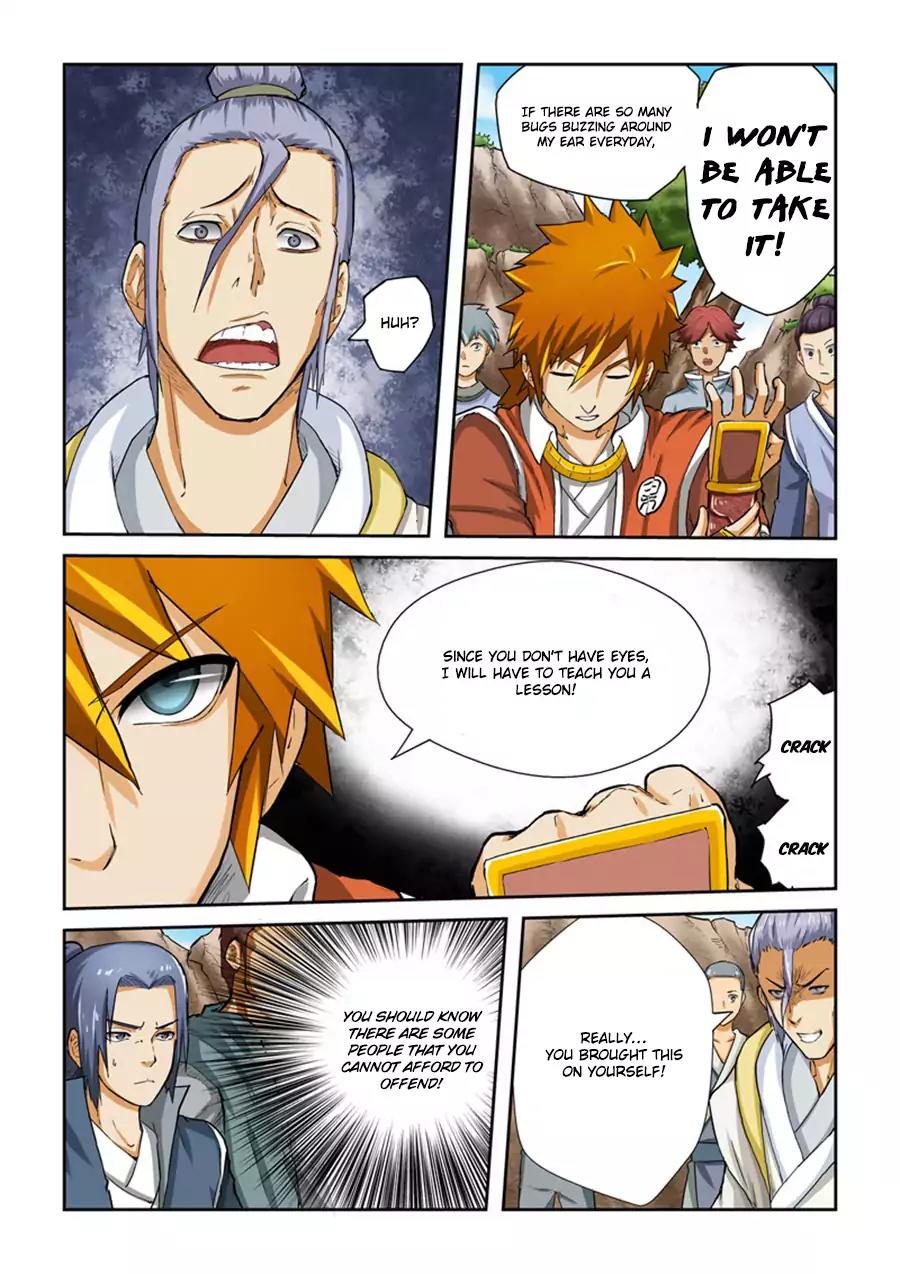 HUH?
IF THERE ARE SO MANY
BUGS BUZZING AROUND
MY EAR EVERYDAY,
I WON'T
BE ABLE
TO TAKE
IT!
SINCE YOU DON'T HAVE EYES,
I WILL HAVE TO TEACH YOU A
LESSON!
CRACK
CRACK
YOU SHOULD KNOW
THERE ARE SOME
PEOPLE THAT YOU
CANNOT AFFORD TO
OFFEND!
REALLY...
YOU BROUGHT THIS
ON YOURSELF!